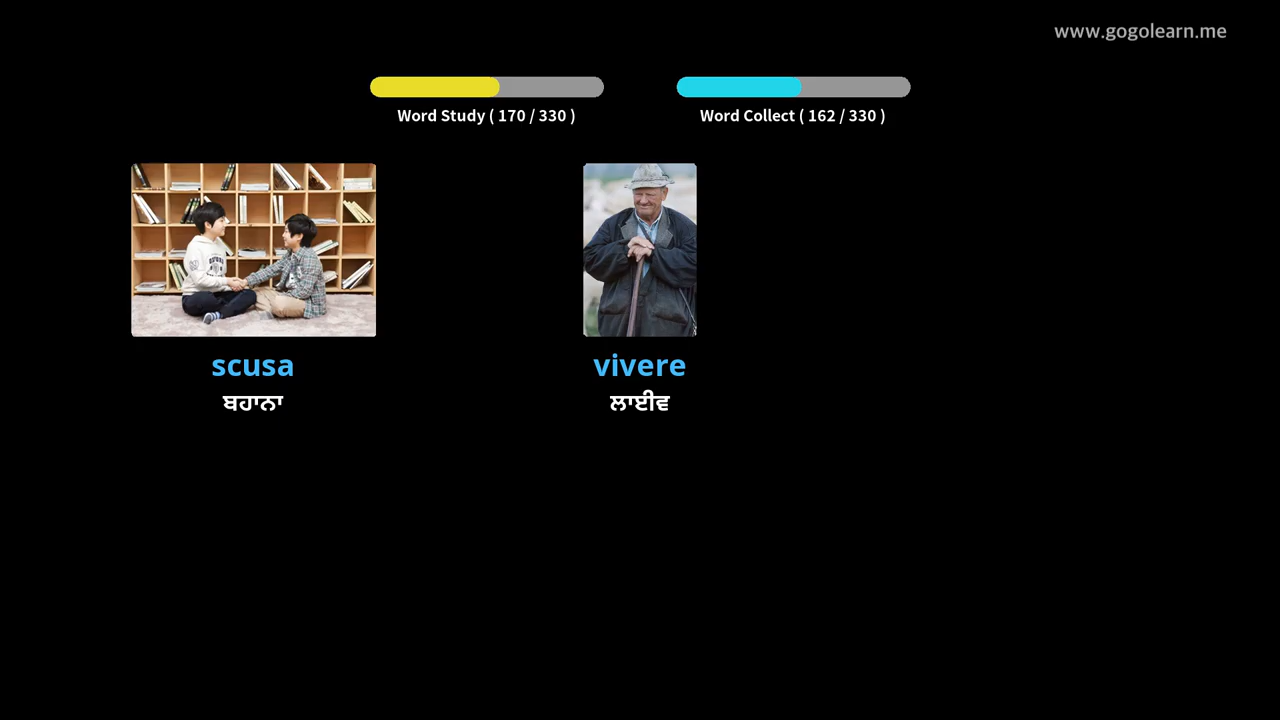 www.gogolearn.me
Word Study ( 170 / 330 )
Word Collect ( 162 / 330 )
scusa
ਬਹਾਨਾ
vivere
ਲਾਈਵ